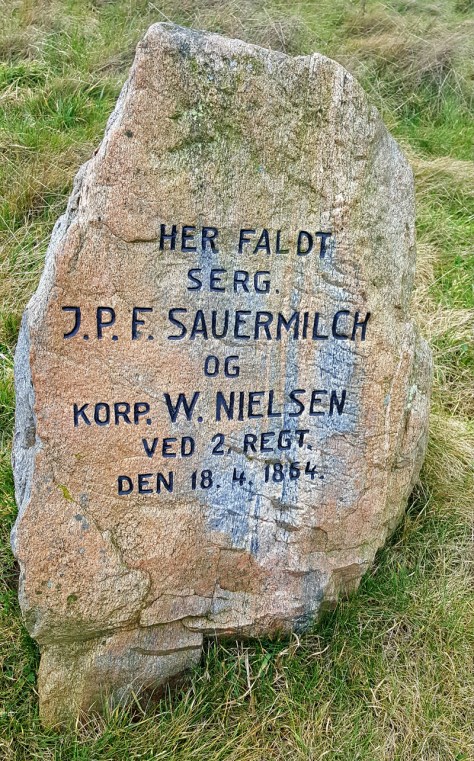 HER FALDT
SERG.
J.P.F. SAUERMILCH
OG
KORP. W. NIELSEN
VED 2. REGT.
DEN 18. 4. 1864.